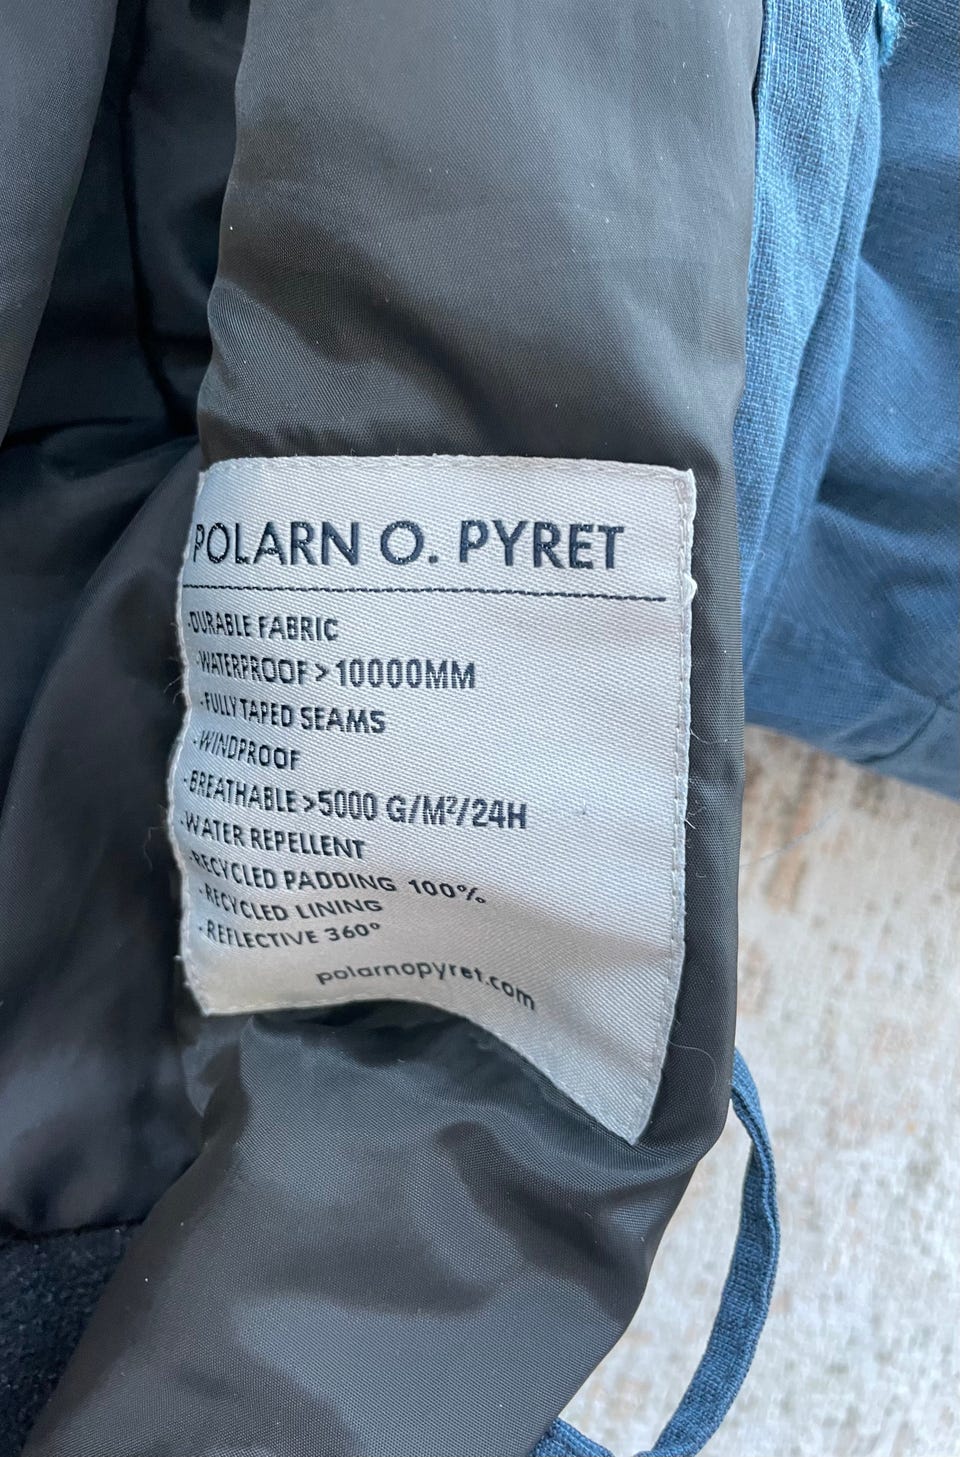 POLARN O. PYRET
-DURABLE FABRIC
-WATERPROOF >10000MM
-FULLY TAPED SEAMS
-WINDPROOF
-BREATHABLE >5000 G/M²/24H
-WATER REPELLENT
-RECYCLED PADDING 100%
-RECYCLED LINING
-REFLECTIVE 360°
polarnopyret.com